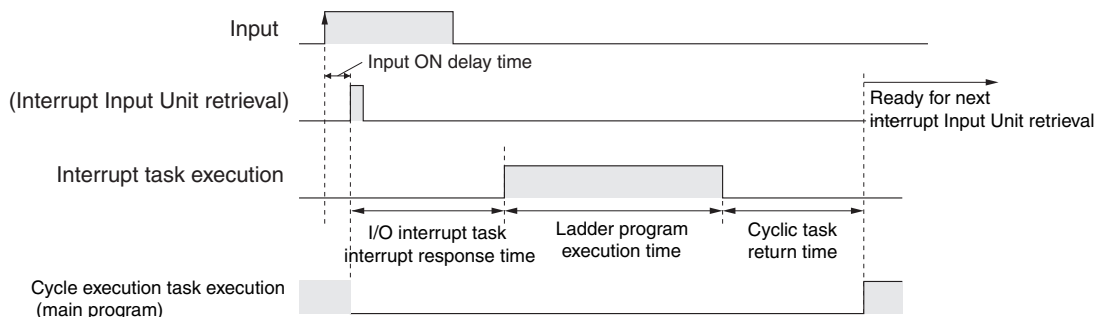 Input
Input ON delay time
(Interrupt Input Unit retrieval)
Ready for next
interrupt Input Unit retrieval
Interrupt task execution
I/O interrupt task
interrupt response time
Ladder program
execution time
Cyclic task
return time
Cycle execution task execution
(main program)